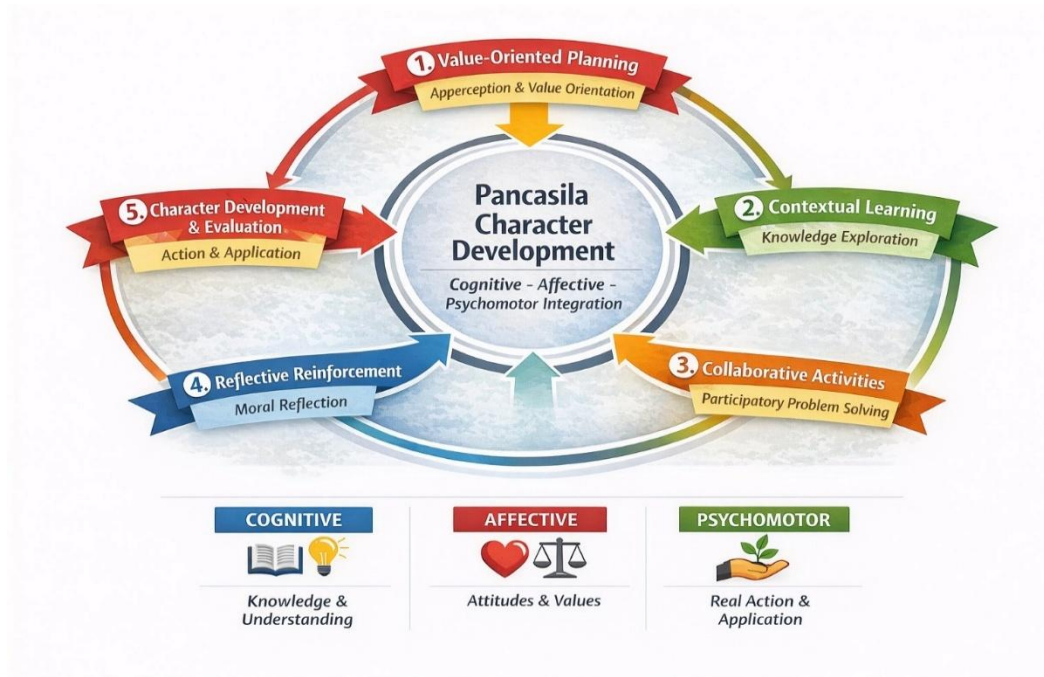 1. Value-Oriented Planning
Apperception & Value Orientation
Pancasila
Character
Development
Cognitive – Affective –
Psychomotor Integration
2. Contextual Learning
Knowledge Exploration
3. Collaborative Activities
Participatory Problem Solving
4. Reflective Reinforcement
Moral Reflection
5. Character Development
& Evaluation
Action & Application
COGNITIVE
Knowledge &
Understanding
AFFECTIVE
Attitudes & Values
PSYCHOMOTOR
Real Action &
Application